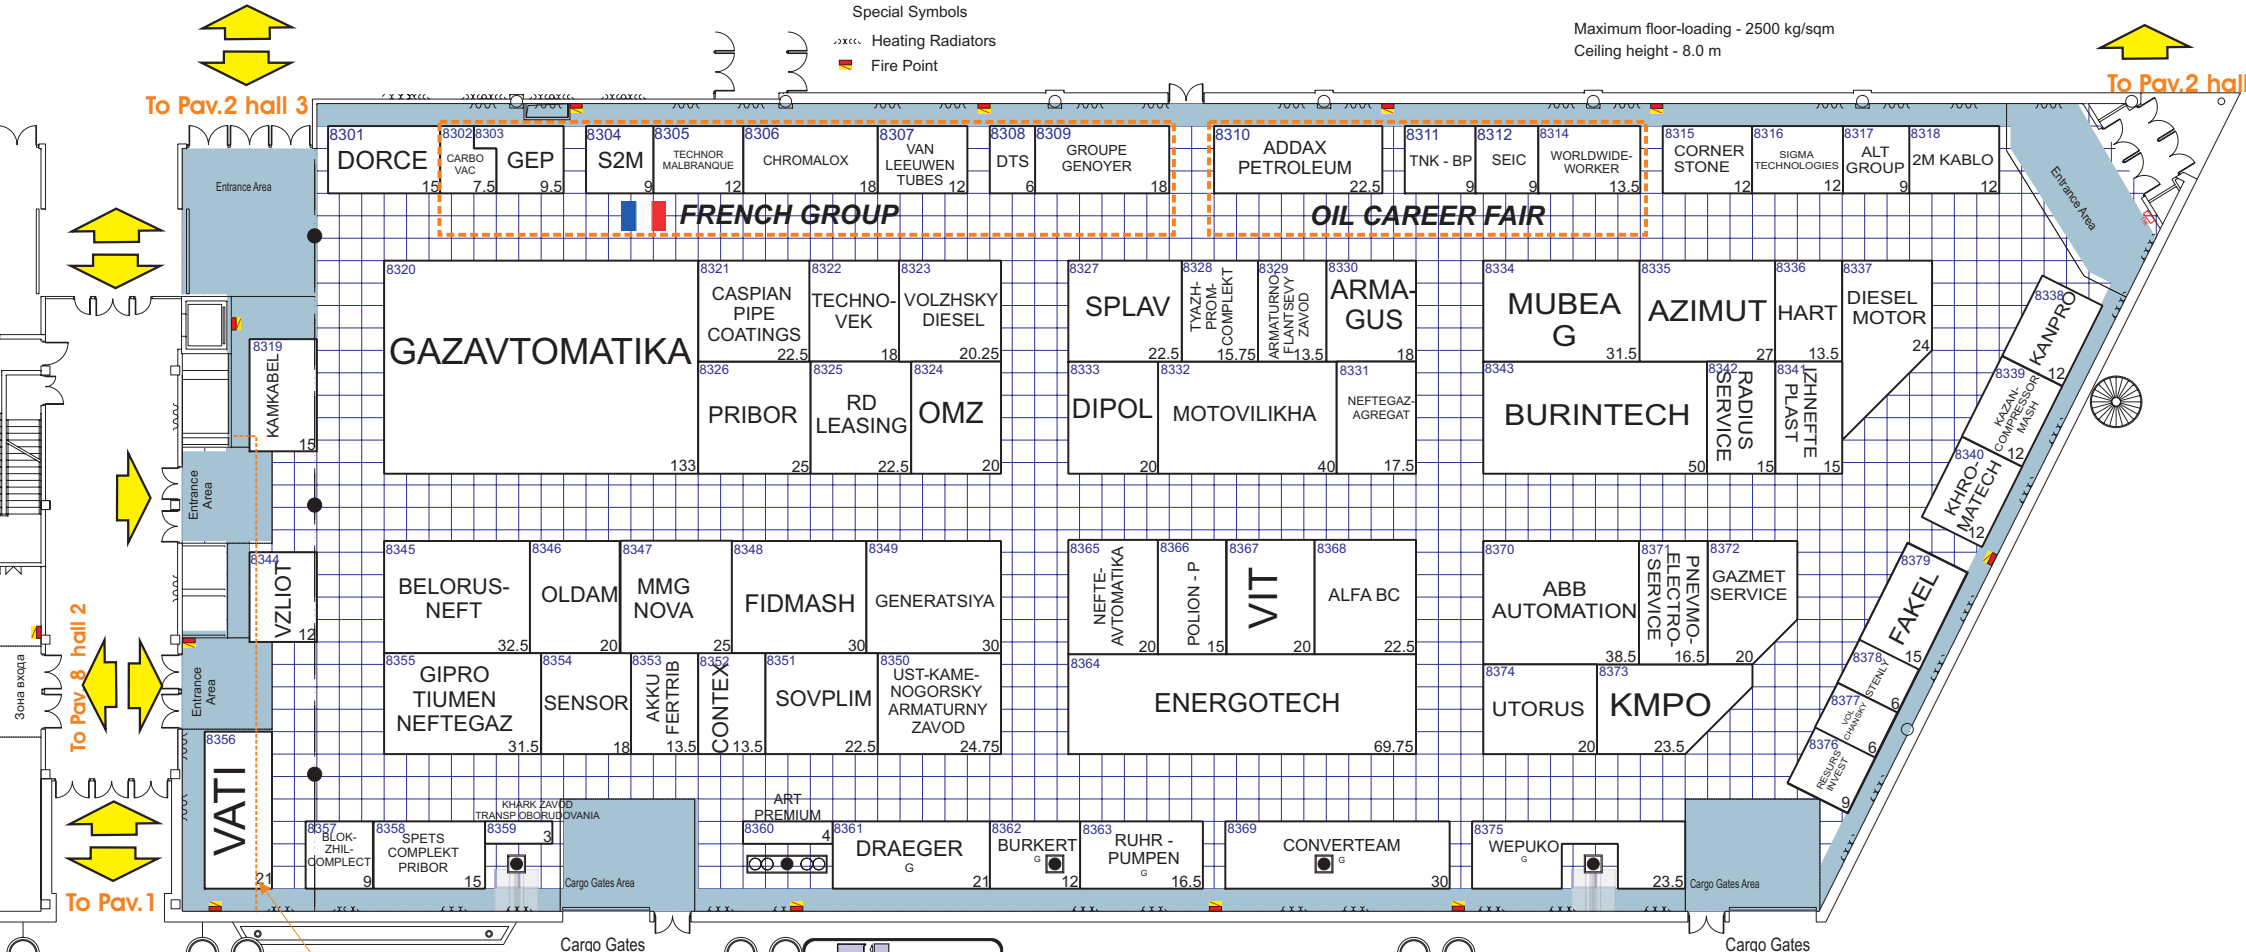 Special Symbols
Heating Radiators
Fire Point
Maximum floor-loading - 2500 kg/sqm
Ceiling height - 8.0 m
To Pav.2 hall 3
To Pav.2 hall
Entrance Area
8301
DORCE
15
8302
CARBO
VAC
7.5
8303
GEP
9.5
8304
S2M
9
8305
TECHNOR
MALBRANQUE
12
8306
CHROMALOX
18
8307
VAN
LEEUWEN
TUBES
12
8308
DTS
6
8309
GROUPE
GENOYER
18
FRENCH GROUP
8310
ADDAX
PETROLEUM
22.5
8311
TNK - BP
9
8312
SEIC
9
8314
WORLDWIDE-
WORKER
13.5
OIL CAREER FAIR
8315
CORNER
STONE
12
8316
SIGMA
TECHNOLOGIES
12
8317
ALT
GROUP
9
8318
2M KABLO
12
Entrance Area
8319
KAMKABEL
15
8320
GAZAVTOMATIKA
133
8321
CASPIAN
PIPE
COATINGS
22.5
8322
TECHNO-
VEK
18
8323
VOLZHSKY
DIESEL
20.25
8326
PRIBOR
25
8325
RD
LEASING
22.5
8324
OMZ
20
8327
SPLAV
22.5
8328
TYAZH-
PROM-
COMPLEKT
15.75
8329
ARMATURNO
FLANTSEVY
ZAVOD
13.5
8330
ARMA-
GUS
18
8333
DIPOL
20
8332
MOTOVILIKHA
40
8331
NEFTEGAZ-
AGREGAT
17.5
8334
MUBEA
G
31.5
8335
AZIMUT
27
8336
HART
13.5
8337
DIESEL
MOTOR
24
8343
BURINTECH
50
8342
RADIUS
SERVICE
15
8341
IZHNEFTE
PLAST
15
8338
KANPRO
12
8339
KAZAN-
COMPRESSOR-
MASH
12
8340
KHRO-
MATECH
12
Entrance
Area
8344
VZLIOT
12
8345
BELORUS-
NEFT
32.5
8346
OLDAM
20
8347
MMG
NOVA
25
8348
FIDMASH
30
8349
GENERATSIYA
30
8355
GIPRO
TIUMEN
NEFTEGAZ
31.5
8354
SENSOR
18
8353
AKKU
FERTRIB
13.5
8352
CONTEX
13.5
8351
SOVPLIM
22.5
8350
UST-KAME-
NOGORSKY
ARMATURNY
ZAVOD
24.75
8365
NEFTE-
AVTOMATIKA
20
8366
POLION - P
15
8367
VIT
20
8368
ALFA BC
22.5
8364
ENERGOTECH
69.75
8370
ABB
AUTOMATION
38.5
8371
PNEVMO-
ELECTRO-
SERVICE
16.5
8372
GAZMET
SERVICE
20
8374
UTORUS
20
8373
KMPO
23.5
8379
FAKEL
15
8378
STENLY
6
8377
VOL
CHANSKY
6
8376
RESURS
INVEST
9
Зона входа
To Pav. 8 hall 2
Entrance
Area
8356
VATI
21
To Pav.1
8357
BLOK-
ZHIL-
COMPLECT
9
8358
SPETS
COMPLEKT
PRIBOR
15
KHARK ZAVOD
TRANSP OBORUDOVANIA
8359
3
Cargo Gates Area
ART
PREMIUM
8360
4
8361
DRAEGER
G
21
8362
BURKERT
G
12
8363
RUHR -
PUMPEN
G
16.5
8369
CONVERTEAM
G
30
8375
WEPUKO
G
23.5
Cargo Gates Area
Cargo Gates
Cargo Gates